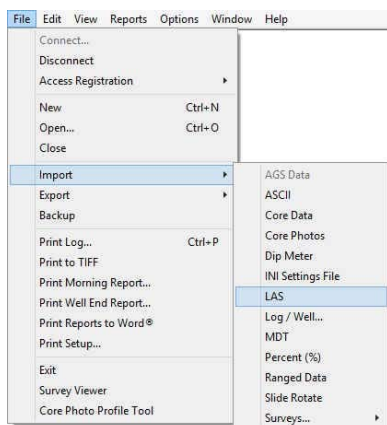 File Edit View Reports Options Window Help
Connect...
Disconnect
Access Registration
New Ctrl+N
Open... Ctrl+O
Close
Import
Export
Backup
Print Log... Ctrl+P
Print to TIFF
Print Morning Report...
Print Well End Report...
Print Reports to Word®
Print Setup...
Exit
Survey Viewer
Core Photo Profile Tool
AGS Data
ASCII
Core Data
Core Photos
Dip Meter
INI Settings File
LAS
Log / Well...
MDT
Percent (%)
Ranged Data
Slide Rotate
Surveys...